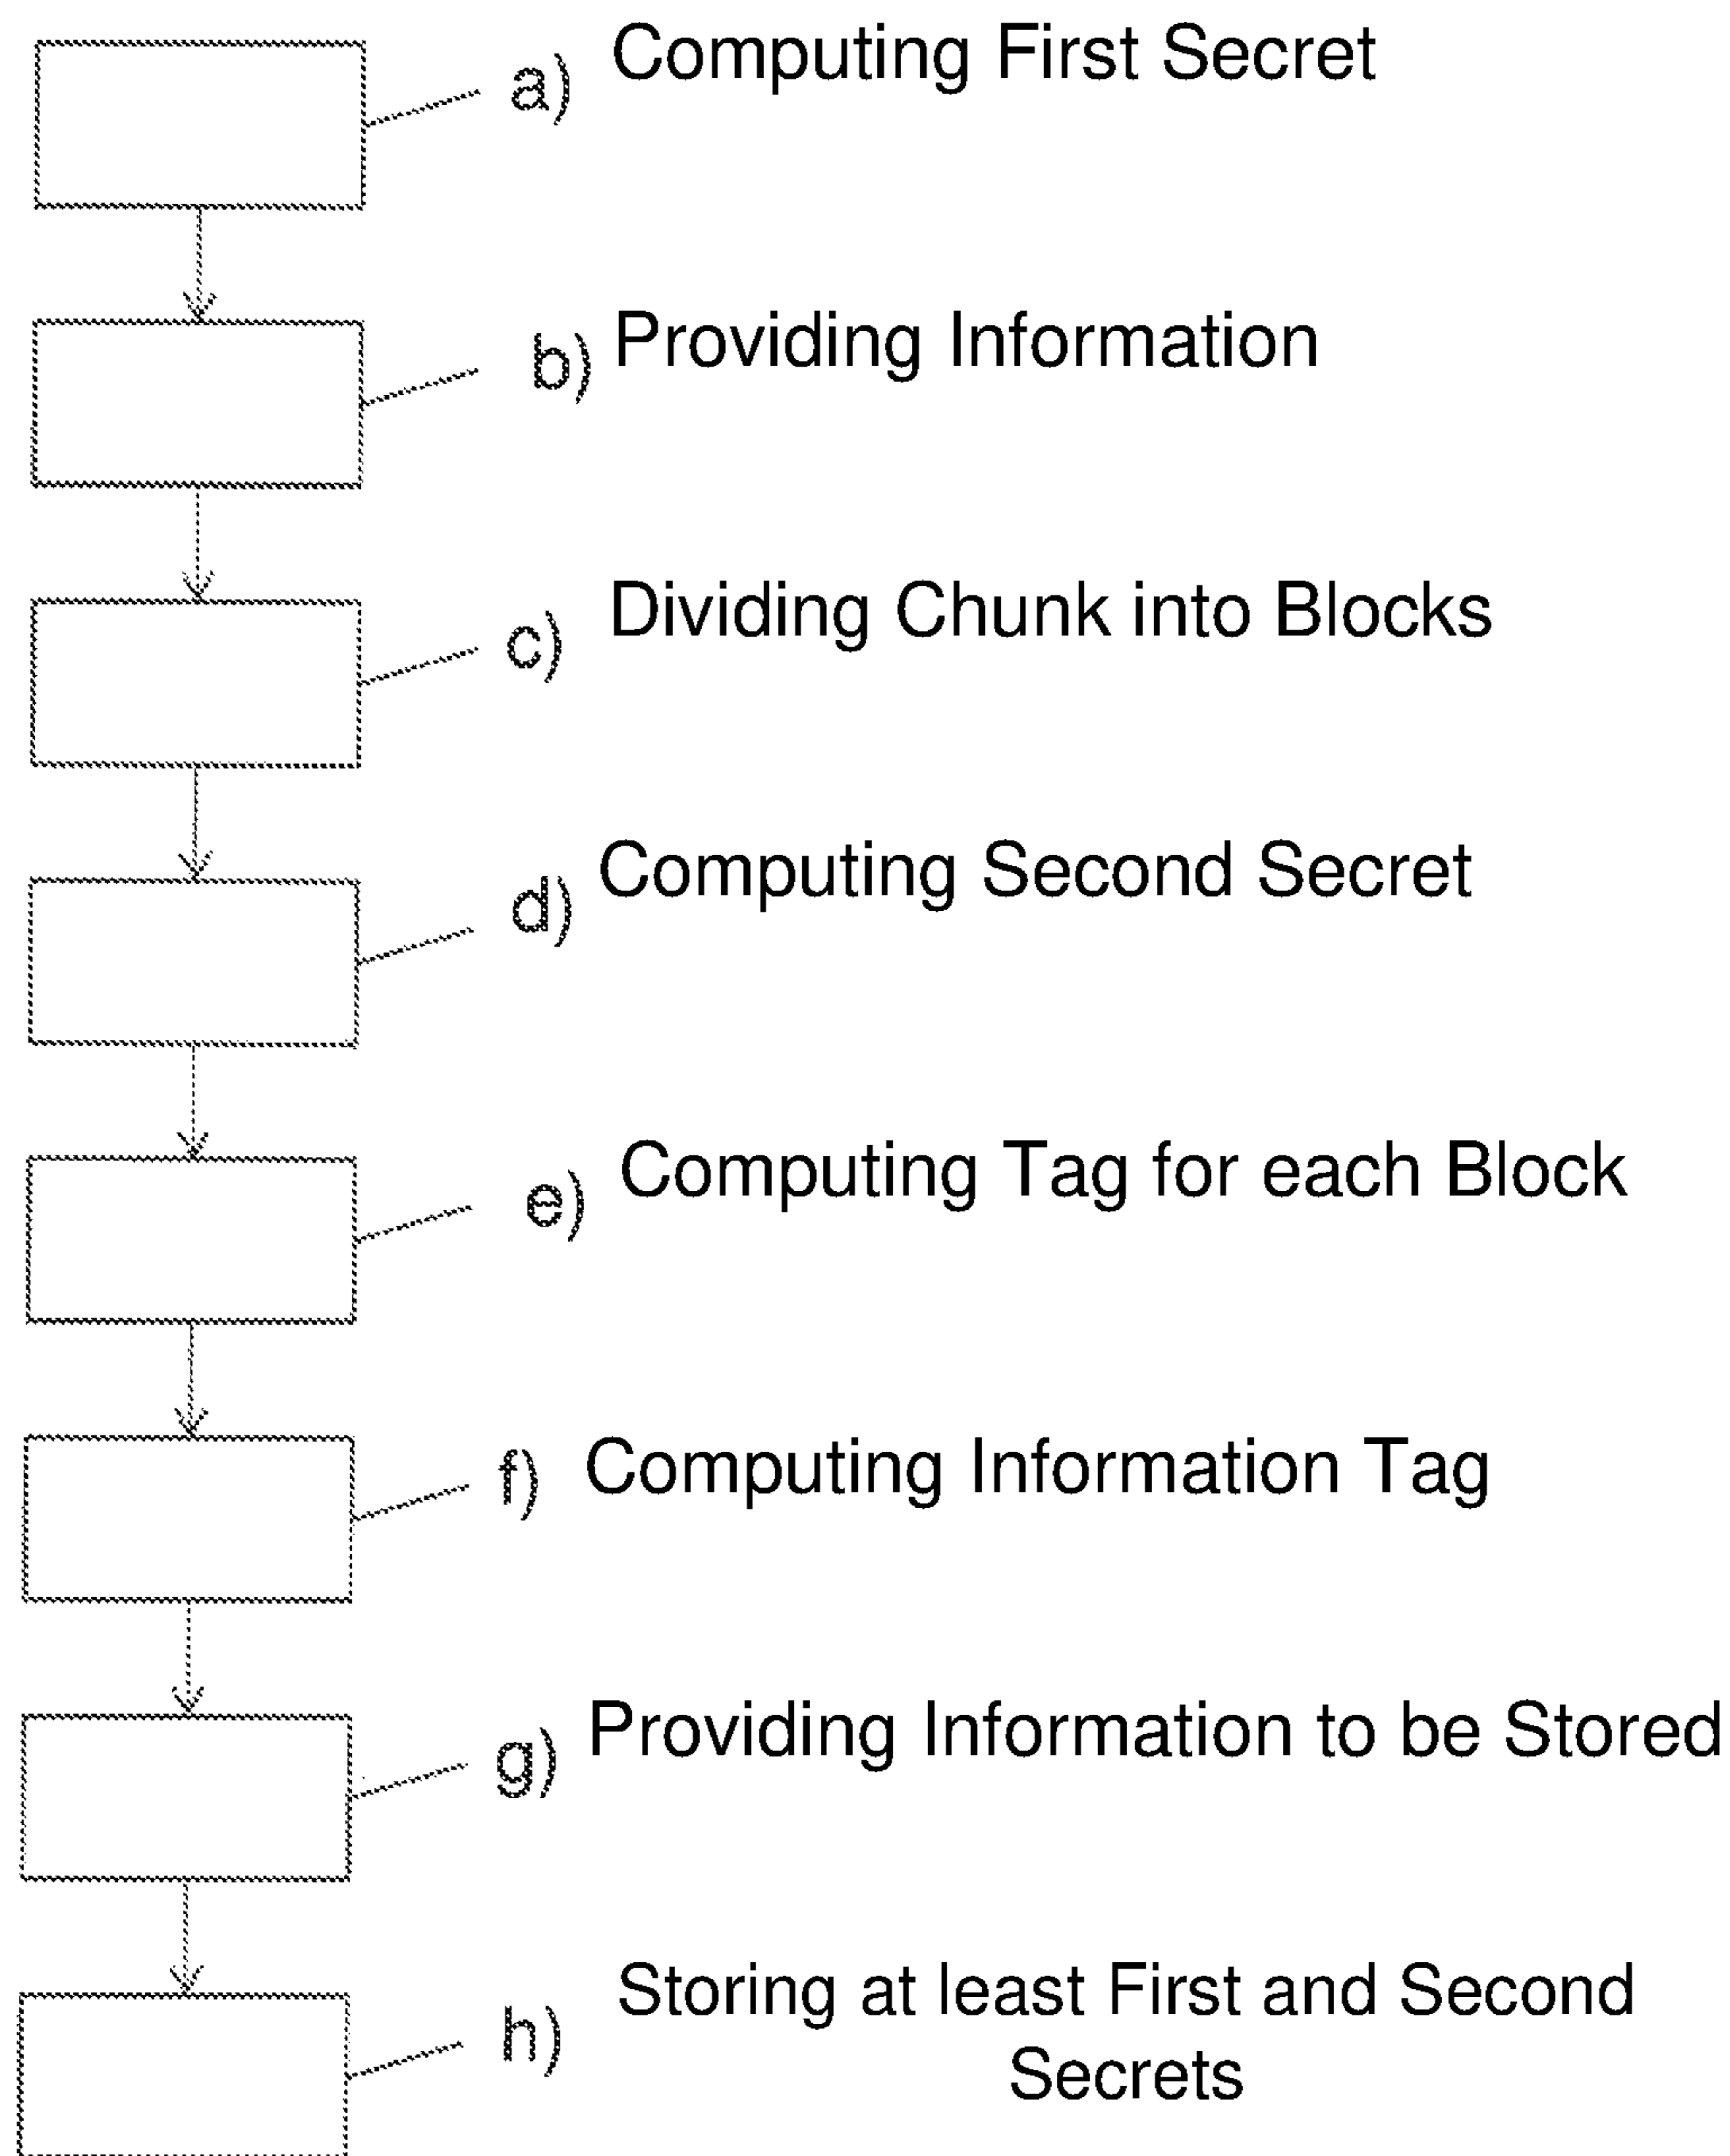 a) Computing First Secret
b) Providing Information
c) Dividing Chunk into Blocks
d) Computing Second Secret
e) Computing Tag for each Block
f) Computing Information Tag
g) Providing Information to be Stored
h) Storing at least First and Second
Secrets